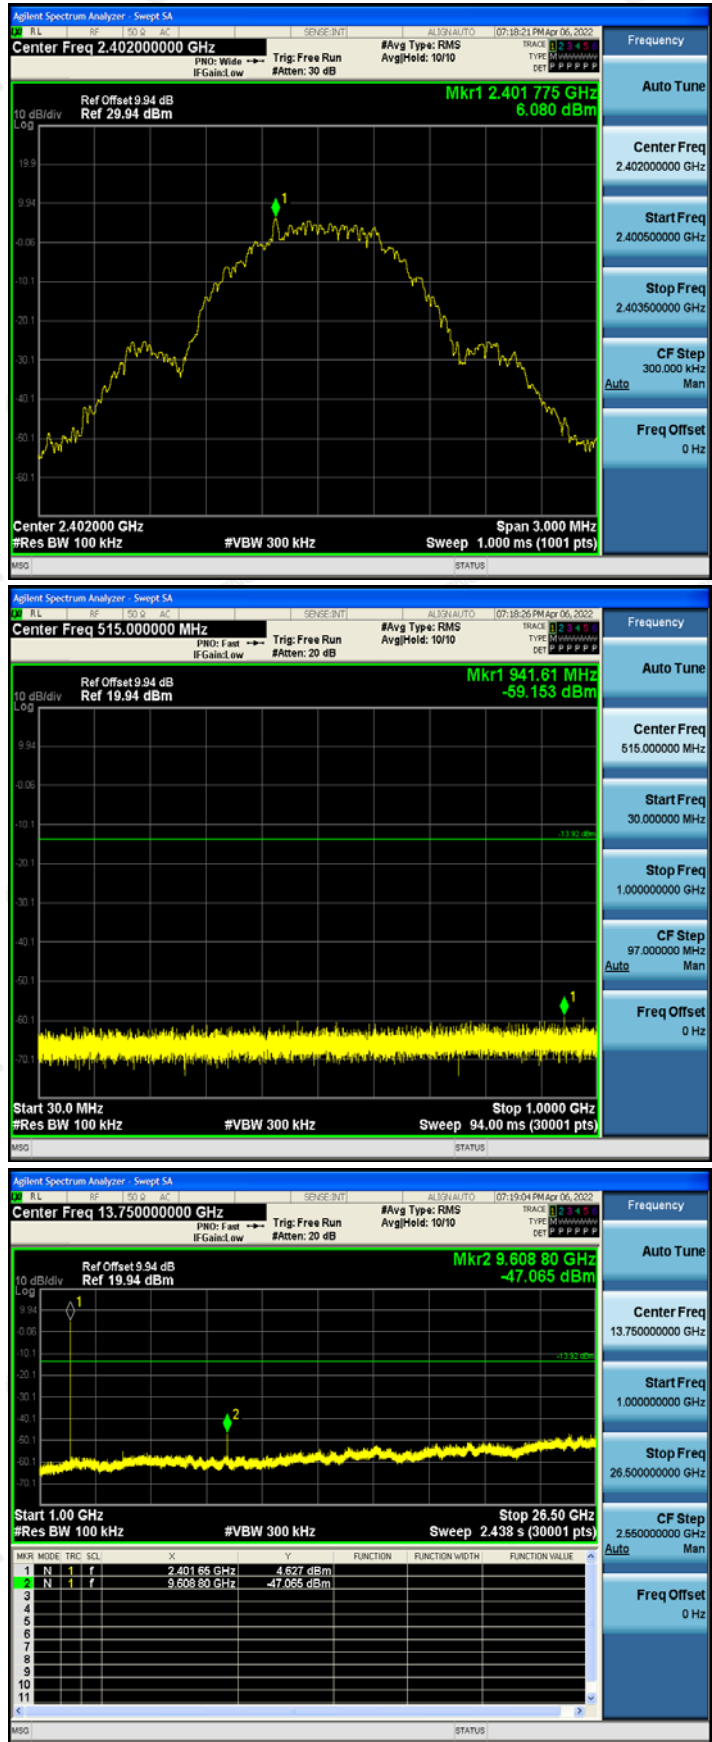 Agilent Spectrum Analyzer - Swept SA
RL RF 50 Ω AC SENSE:INT ALIGNAUTO 07:18:21 PM Apr 06, 2022
Center Freq 2.402000000 GHz #Avg Type: RMS TRACE 1 2 3 4 5 6 Frequency
PNO: Wide Trig: Free Run Avg|Hold: 10/10 TYPE
IFGain:Low #Atten: 30 dB DET P P P P P P
Auto Tune
Mkr1 2.401 775 GHz
Ref Offset 9.94 dB
10 dB/div Ref 29.94 dBm 6.080 dBm
Log
Center Freq
2.402000000 GHz
19.9
1
9.94
Start Freq
2.400500000 GHz
-0.06
-10.1
Stop Freq
2.403500000 GHz
-20.1
-30.1
CF Step
300.000 kHz
Auto Man
-40.1
Freq Offset
0 Hz
-50.1
-60.1
Center 2.402000 GHz Span 3.000 MHz
#Res BW 100 kHz #VBW 300 kHz Sweep 1.000 ms (1001 pts)
MSG STATUS
Agilent Spectrum Analyzer - Swept SA
RL RF 50 Ω AC SENSE:INT ALIGNAUTO 07:18:26 PM Apr 06, 2022
Center Freq 515.000000 MHz #Avg Type: RMS TRACE 1 2 3 4 5 6 Frequency
PNO: Fast Trig: Free Run Avg|Hold: 10/10 TYPE
IFGain:Low #Atten: 20 dB DET P P P P P P
Auto Tune
Mkr1 941.61 MHz
Ref Offset 9.94 dB
10 dB/div Ref 19.94 dBm -59.153 dBm
Log
Center Freq
515.000000 MHz
9.94
-0.06
Start Freq
30.000000 MHz
-10.1
-13.92 dBm
-20.1
Stop Freq
1.000000000 GHz
-30.1
-40.1
CF Step
97.000000 MHz
Auto Man
-50.1
1
Freq Offset
0 Hz
-60.1
-70.1
Start 30.0 MHz Stop 1.0000 GHz
#Res BW 100 kHz #VBW 300 kHz Sweep 94.00 ms (30001 pts)
MSG STATUS
Agilent Spectrum Analyzer - Swept SA
RL RF 50 Ω AC SENSE:INT ALIGNAUTO 07:19:04 PM Apr 06, 2022
Center Freq 13.750000000 GHz #Avg Type: RMS TRACE 1 2 3 4 5 6 Frequency
PNO: Fast Trig: Free Run Avg|Hold: 10/10 TYPE
IFGain:Low #Atten: 20 dB DET P P P P P P
Auto Tune
Mkr2 9.608 80 GHz
Ref Offset 9.94 dB
10 dB/div Ref 19.94 dBm -47.065 dBm
Log
1
9.94
Center Freq
13.750000000 GHz
-0.06
-10.1
-13.92 dBm
-20.1
Start Freq
1.000000000 GHz
-30.1
-40.1
2
-50.1
Stop Freq
26.500000000 GHz
-60.1
-70.1
Start 1.00 GHz Stop 26.50 GHz
#Res BW 100 kHz #VBW 300 kHz Sweep 2.438 s (30001 pts)
CF Step
2.550000000 GHz
Auto Man
MKR MODE TRC SCL X Y FUNCTION FUNCTION WIDTH FUNCTION VALUE
1 N 1 f 2.401 65 GHz 4.627 dBm
2 N 1 f 9.608 80 GHz -47.065 dBm
3
4
Freq Offset
0 Hz
5
6
7
8
9
10
11
MSG STATUS